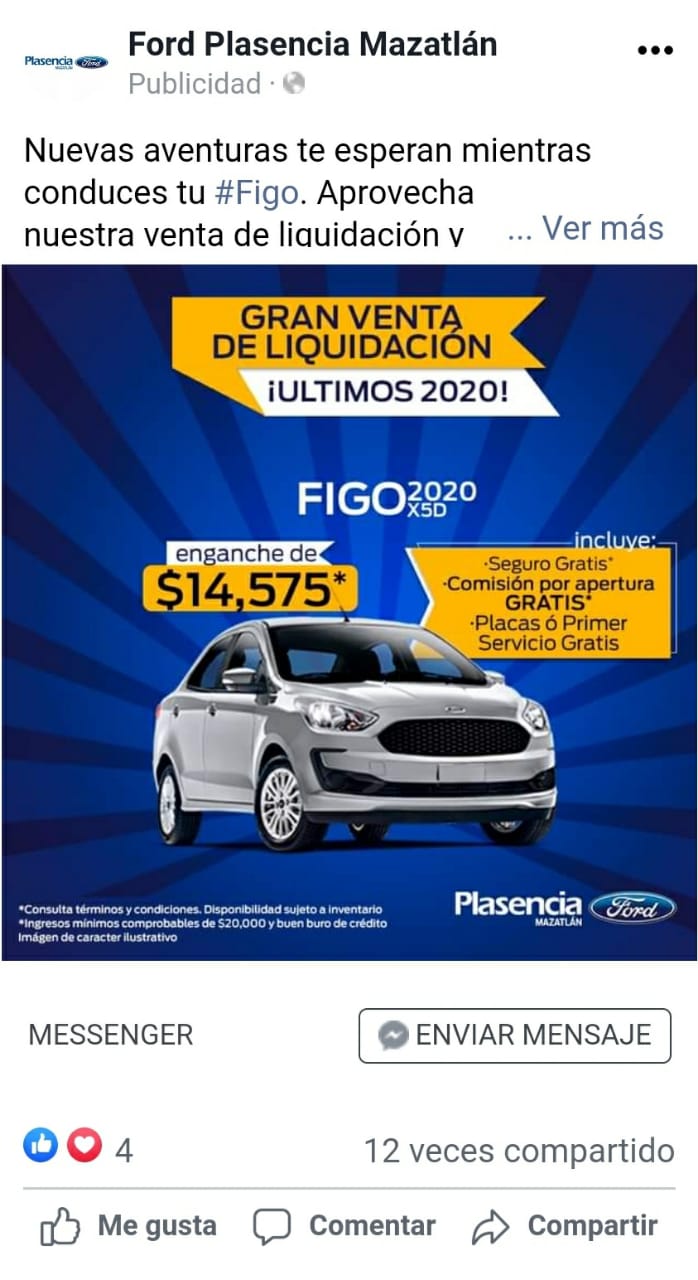 Plasencia Ford
MAZATLÁN
Ford Plasencia Mazatlán
Publicidad ·
Nuevas aventuras te esperan mientras
conduces tu #Figo. Aprovecha
nuestra venta de liquidación y ... Ver más
GRAN VENTA
DE LIQUIDACIÓN
¡ULTIMOS 2020!
FIGO 2020
X5D
enganche de
$14,575*
incluye:
·Seguro Gratis*
·Comisión por apertura
GRATIS*
·Placas ó Primer
Servicio Gratis
*Consulta términos y condiciones. Disponibilidad sujeto a inventario
*Ingresos mínimos comprobables de $20,000 y buen buro de crédito
Imágen de caracter ilustrativo
Plasencia Ford
MAZATLÁN
MESSENGER
ENVIAR MENSAJE
4
12 veces compartido
Me gusta Comentar Compartir